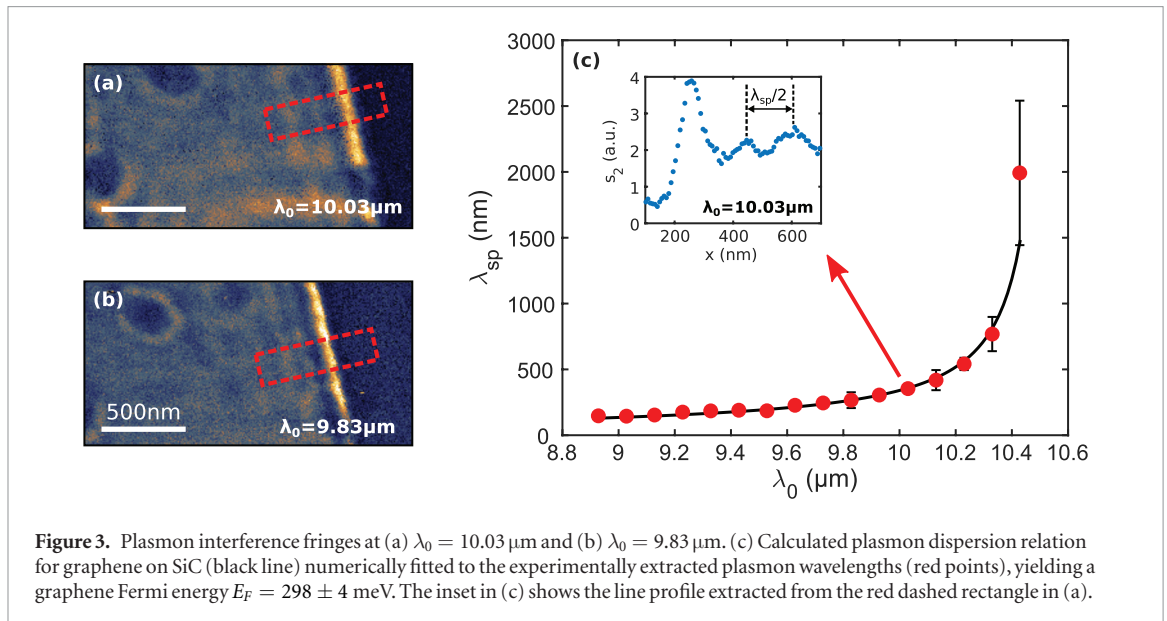 (a)
λ₀=10.03µm
(b)
500nm
λ₀=9.83µm
(c)
3000
2500
2000
1500
1000
500
0
λsp (nm)
8.8 9 9.2 9.4 9.6 9.8 10 10.2 10.4 10.6
λ₀ (µm)
4
3
2
1
0
s₂ (a.u.)
λsp/2
λ₀=10.03µm
200 400 600
x (nm)
Figure 3. Plasmon interference fringes at (a) λ₀ = 10.03 µm and (b) λ₀ = 9.83 µm. (c) Calculated plasmon dispersion relation
for graphene on SiC (black line) numerically fitted to the experimentally extracted plasmon wavelengths (red points), yielding a
graphene Fermi energy E_F = 298 ± 4 meV. The inset in (c) shows the line profile extracted from the red dashed rectangle in (a).